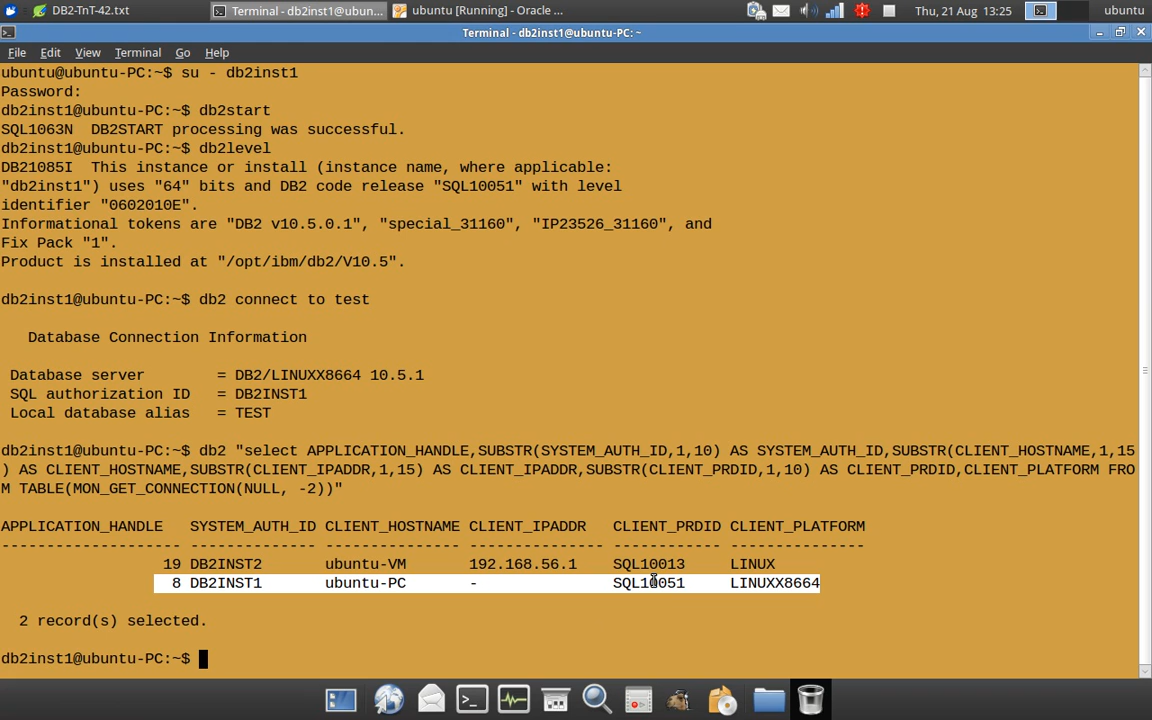 DB2-TnT-42.txt
Terminal - db2inst1@ubun...
ubuntu [Running] - Oracle ...
Thu, 21 Aug 13:25
ubuntu
Terminal - db2inst1@ubuntu-PC: ~
File Edit View Terminal Go Help
ubuntu@ubuntu-PC:~$ su - db2inst1
Password:
db2inst1@ubuntu-PC:~$ db2start
SQL1063N  DB2START processing was successful.
db2inst1@ubuntu-PC:~$ db2level
DB21085I  This instance or install (instance name, where applicable:
"db2inst1") uses "64" bits and DB2 code release "SQL10051" with level
identifier "0602010E".
Informational tokens are "DB2 v10.5.0.1", "special_31160", "IP23526_31160", and
Fix Pack "1".
Product is installed at "/opt/ibm/db2/V10.5".
db2inst1@ubuntu-PC:~$ db2 connect to test
Database Connection Information
Database server        = DB2/LINUXX8664 10.5.1
SQL authorization ID   = DB2INST1
Local database alias   = TEST
db2inst1@ubuntu-PC:~$ db2 "select APPLICATION_HANDLE,SUBSTR(SYSTEM_AUTH_ID,1,10) AS SYSTEM_AUTH_ID,SUBSTR(CLIENT_HOSTNAME,1,15
) AS CLIENT_HOSTNAME,SUBSTR(CLIENT_IPADDR,1,15) AS CLIENT_IPADDR,SUBSTR(CLIENT_PRDID,1,10) AS CLIENT_PRDID,CLIENT_PLATFORM FRO
M TABLE(MON_GET_CONNECTION(NULL, -2))"
APPLICATION_HANDLE   SYSTEM_AUTH_ID CLIENT_HOSTNAME CLIENT_IPADDR   CLIENT_PRDID CLIENT_PLATFORM
-------------------- -------------- --------------- --------------- ------------ ---------------
19 DB2INST2       ubuntu-VM       192.168.56.1    SQL10013     LINUX
8 DB2INST1       ubuntu-PC       -               SQL10051     LINUXX8664
2 record(s) selected.
db2inst1@ubuntu-PC:~$